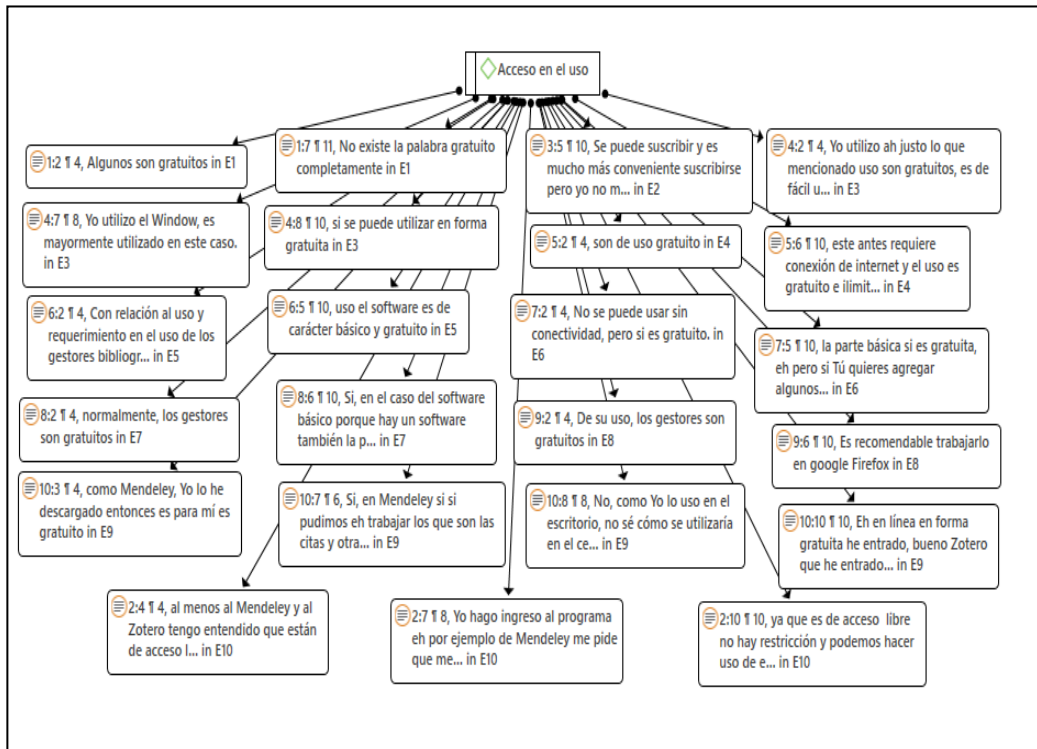 Acceso en el uso
1:2 ¶ 4, Algunos son gratuitos in E1
1:7 ¶ 11, No existe la palabra gratuito
completamente in E1
3:5 ¶ 10, Se puede suscribir y es
mucho más conveniente suscribirse
pero yo no m... in E2
4:2 ¶ 4, Yo utilizo ah justo lo que
mencionado uso son gratuitos, es de
fácil u... in E3
4:7 ¶ 8, Yo utilizo el Window, es
mayormente utilizado en este caso.
in E3
4:8 ¶ 10, si se puede utilizar en forma
gratuita in E3
5:2 ¶ 4, son de uso gratuito in E4
5:6 ¶ 10, este antes requiere
conexión de internet y el uso es
gratuito e ilimit... in E4
6:2 ¶ 4, Con relación al uso y
requerimiento en el uso de los
gestores bibliogr... in E5
6:5 ¶ 10, uso el software es de
carácter básico y gratuito in E5
7:2 ¶ 4, No se puede usar sin
conectividad, pero si es gratuito. in
E6
7:5 ¶ 10, la parte básica si es gratuita,
eh pero si Tú quieres agregar
algunos... in E6
8:2 ¶ 4, normalmente, los gestores
son gratuitos in E7
8:6 ¶ 10, Si, en el caso del software
básico porque hay un software
también la p... in E7
9:2 ¶ 4, De su uso, los gestores son
gratuitos in E8
9:6 ¶ 10, Es recomendable trabajarlo
en google Firefox in E8
10:3 ¶ 4, como Mendeley, Yo lo he
descargado entonces es para mí es
gratuito in E9
10:7 ¶ 6, Si, en Mendeley si si
pudimos eh trabajar los que son las
citas y otra... in E9
10:8 ¶ 8, No, como Yo lo uso en el
escritorio, no sé cómo se utilizaría
en el ce... in E9
10:10 ¶ 10, Eh en línea en forma
gratuita he entrado, bueno Zotero
que he entrado... in E9
2:4 ¶ 4, al menos al Mendeley y al
Zotero tengo entendido que están
de acceso l... in E10
2:7 ¶ 8, Yo hago ingreso al programa
eh por ejemplo de Mendeley me pide
que me... in E10
2:10 ¶ 10, ya que es de acceso libre
no hay restricción y podemos hacer
uso de e... in E10